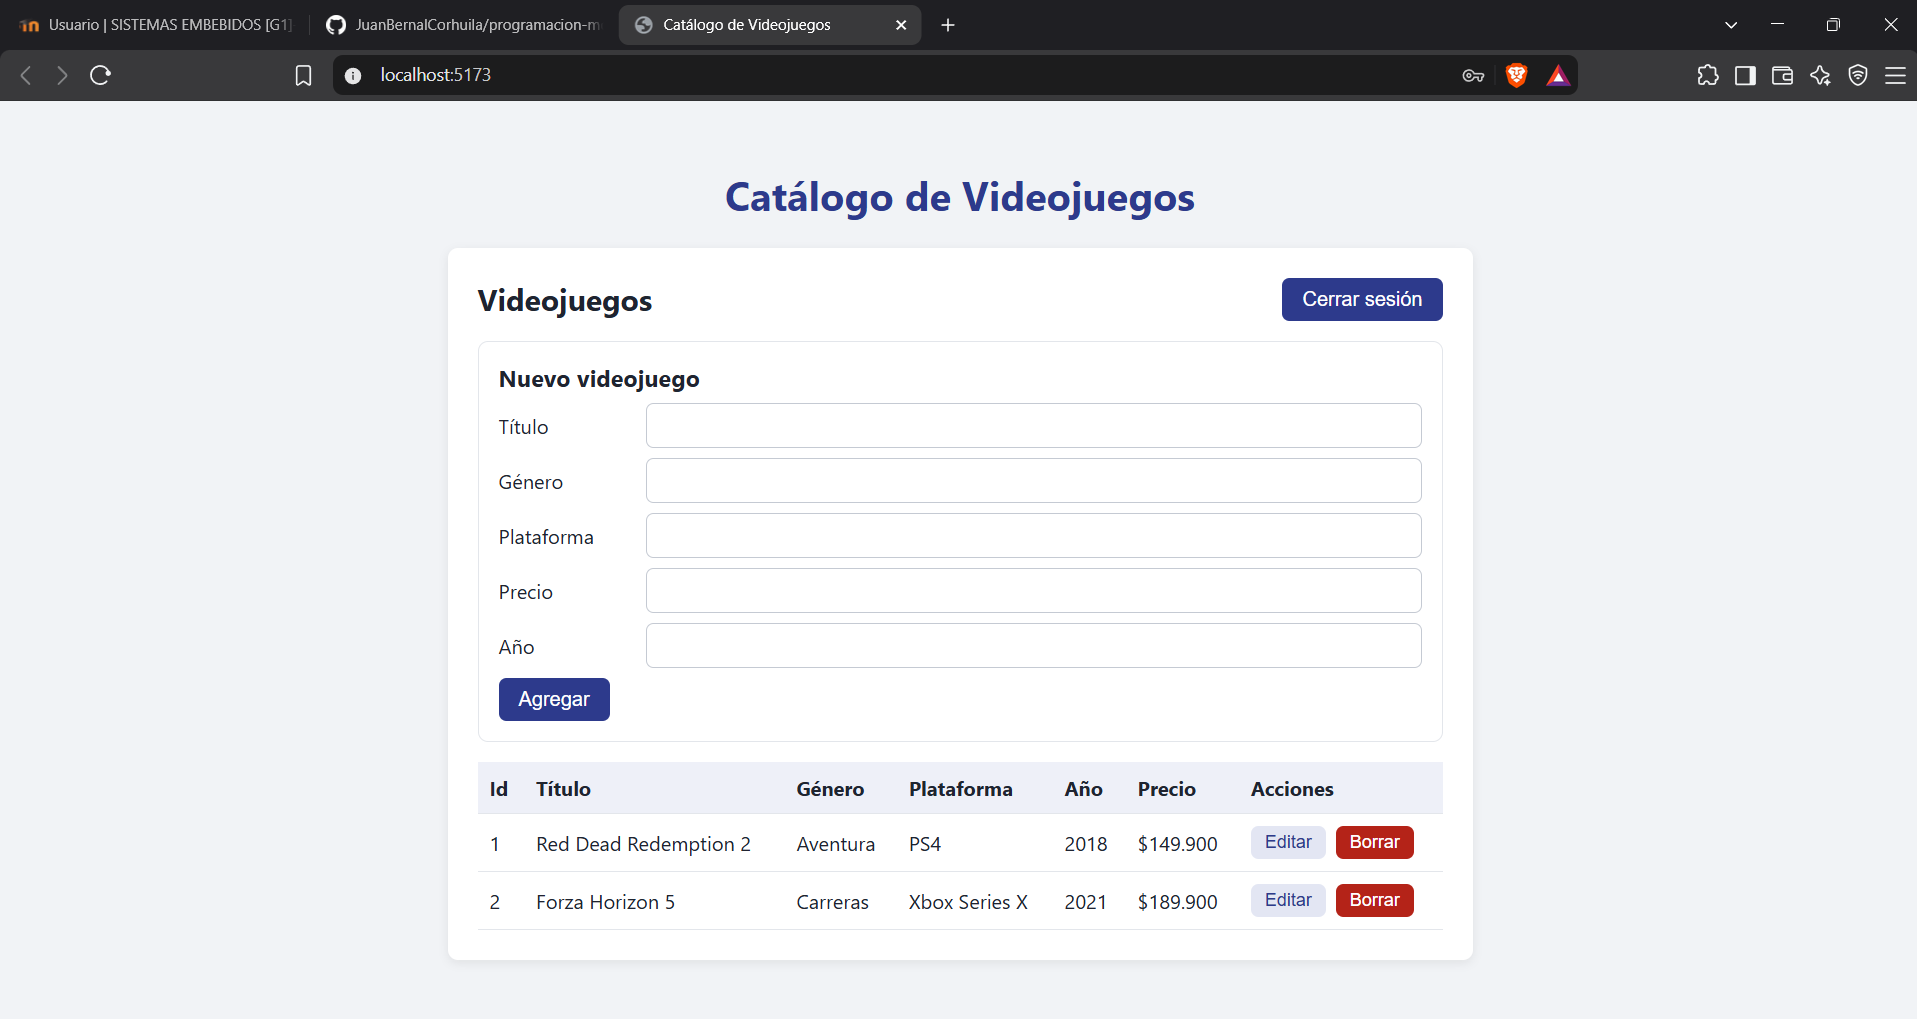 Usuario | SISTEMAS EMBEBIDOS [G1]
JuanBernalCorhuila/programacion-m
Catálogo de Videojuegos
localhost:5173
Catálogo de Videojuegos
Videojuegos
Cerrar sesión
Nuevo videojuego
Título
Género
Plataforma
Precio
Año
Agregar
Id Título Género Plataforma Año Precio Acciones
1 Red Dead Redemption 2 Aventura PS4 2018 $149.900 Editar Borrar
2 Forza Horizon 5 Carreras Xbox Series X 2021 $189.900 Editar Borrar